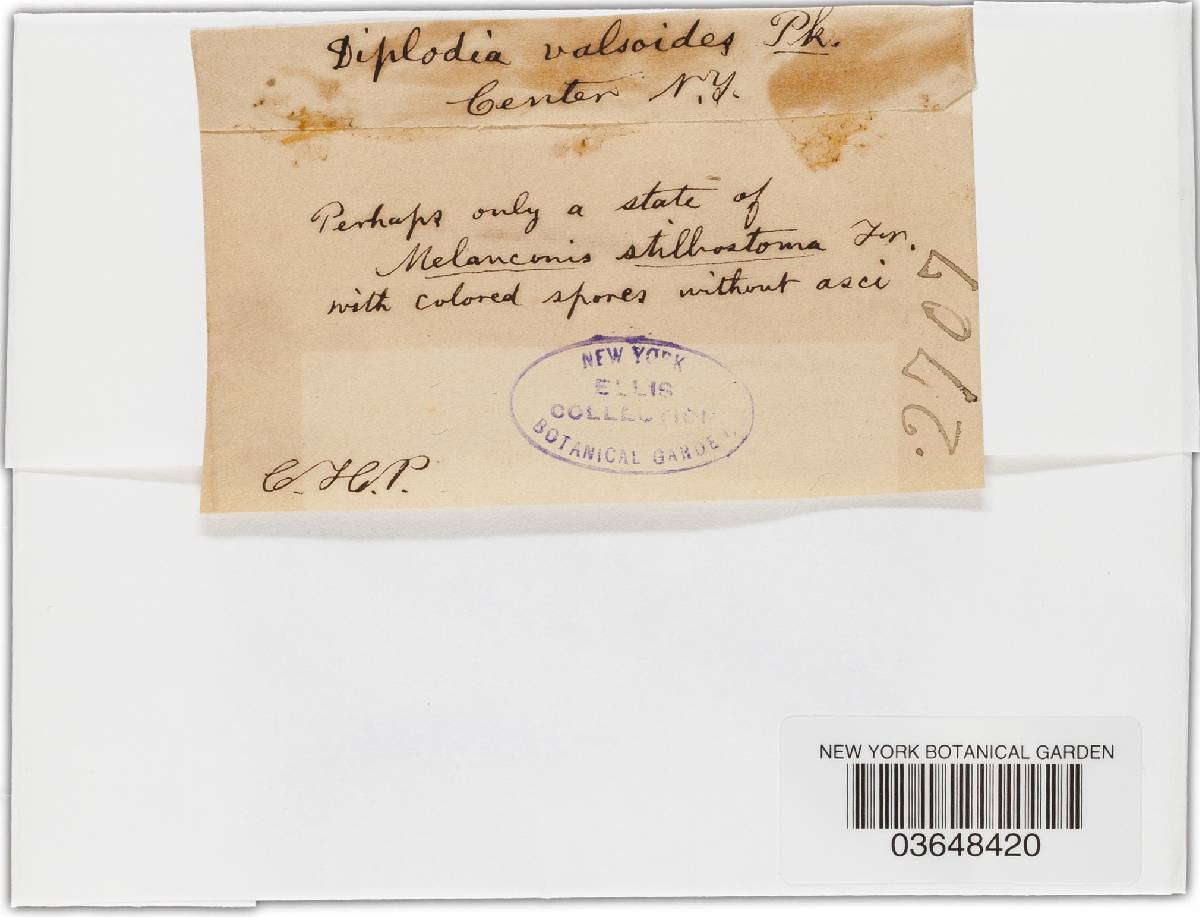 Diplodia valsoides Pk.
Center N.Y.
Perhaps only a state of
Melanconis stilbostoma Fr.
with colored spores without asci
2707
NEW YORK
ELLIS
COLLECTION
BOTANICAL GARDEN.
C.H.P.
NEW YORK BOTANICAL GARDEN
03648420